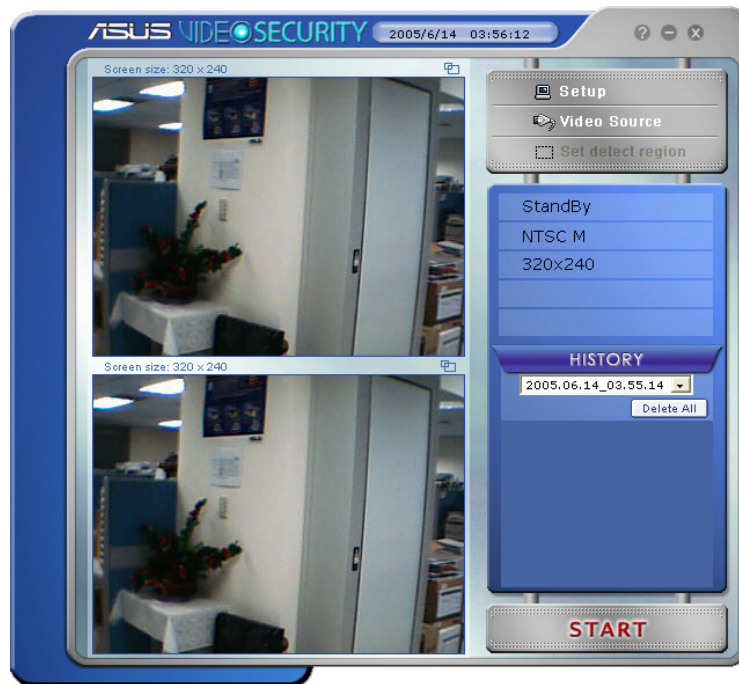 ASUS VIDEOSECURITY 2005/6/14 03:56:12 ? - X
Screen size: 320 x 240
Setup
Video Source
Set detect region
StandBy
NTSC M
320x240
HISTORY
2005.06.14_03.55.14
Delete All
Screen size: 320 x 240
START